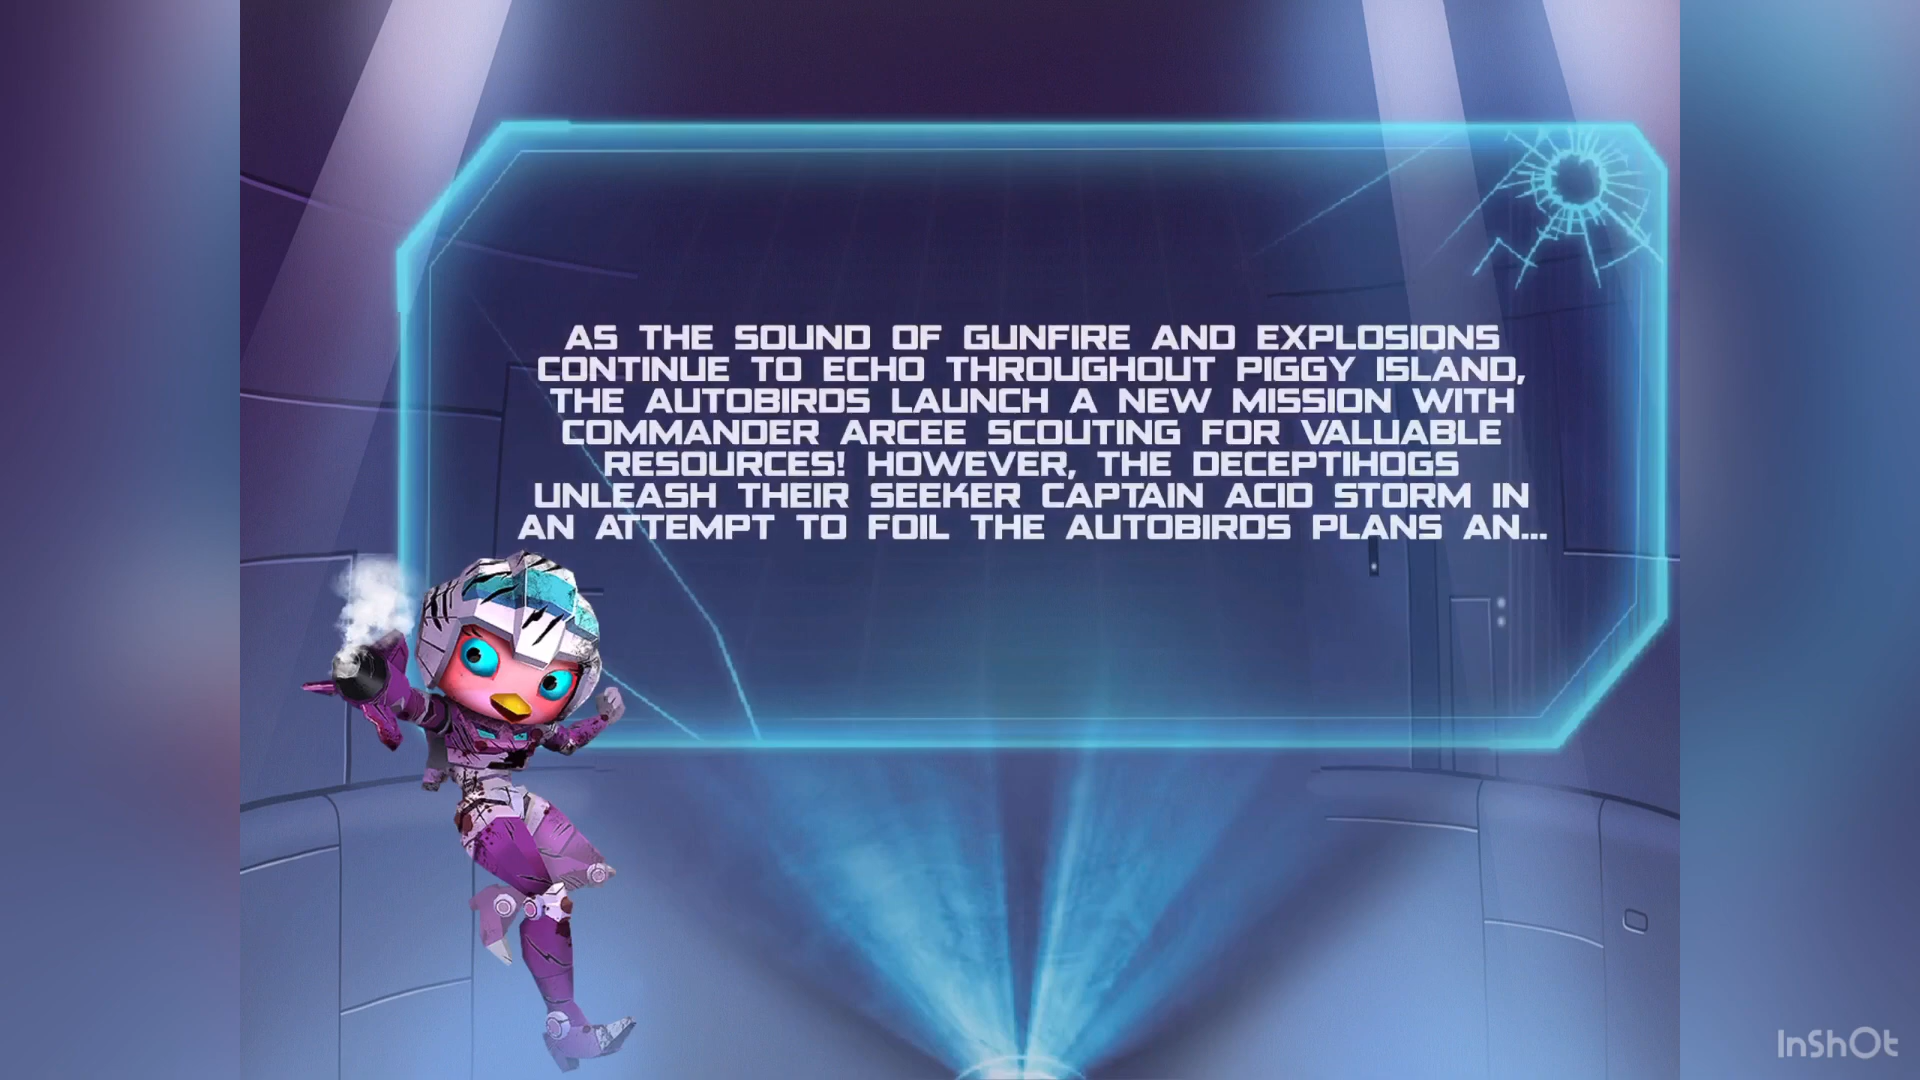 AS THE SOUND OF GUNFIRE AND EXPLOSIONS
CONTINUE TO ECHO THROUGHOUT PIGGY ISLAND,
THE AUTOBIRDS LAUNCH A NEW MISSION WITH
COMMANDER ARCEE SCOUTING FOR VALUABLE
RESOURCES! HOWEVER, THE DECEPTIHOGS
UNLEASH THEIR SEEKER CAPTAIN ACID STORM IN
AN ATTEMPT TO FOIL THE AUTOBIRDS PLANS AN...
InShOt